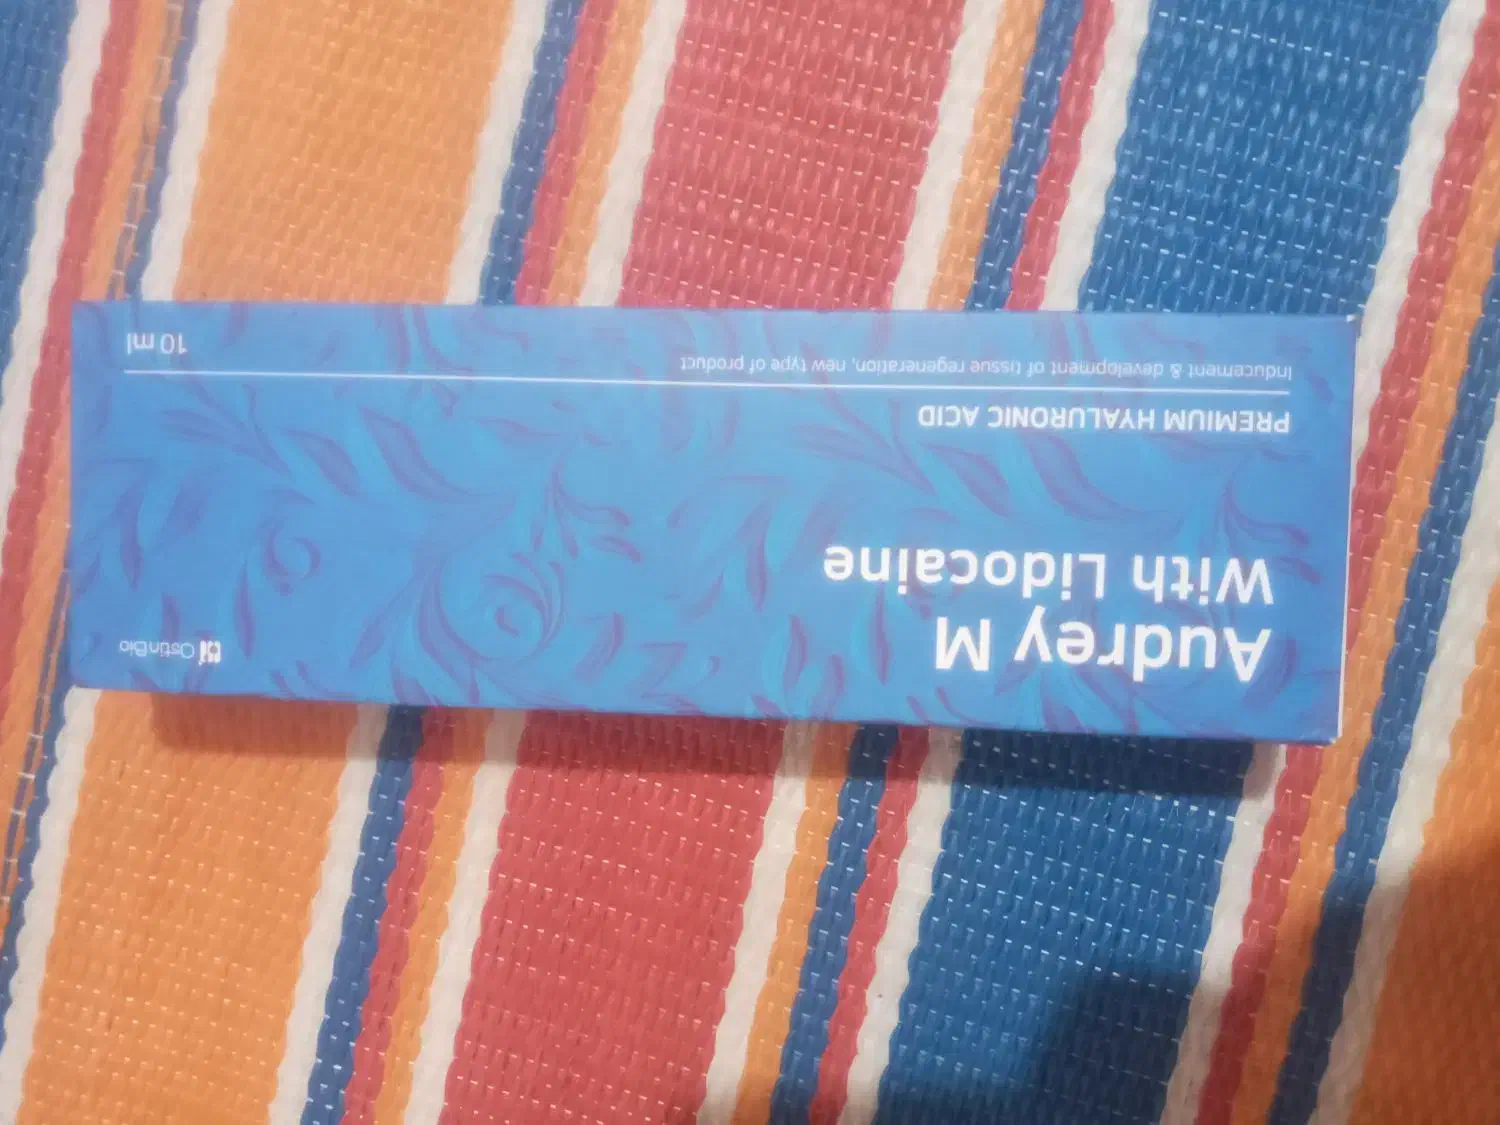 Audrey M
With Lidocaine
PREMIUM HYALURONIC ACID
Inducement & development of tissue regeneration, new type of product
10 ml
OstinBio